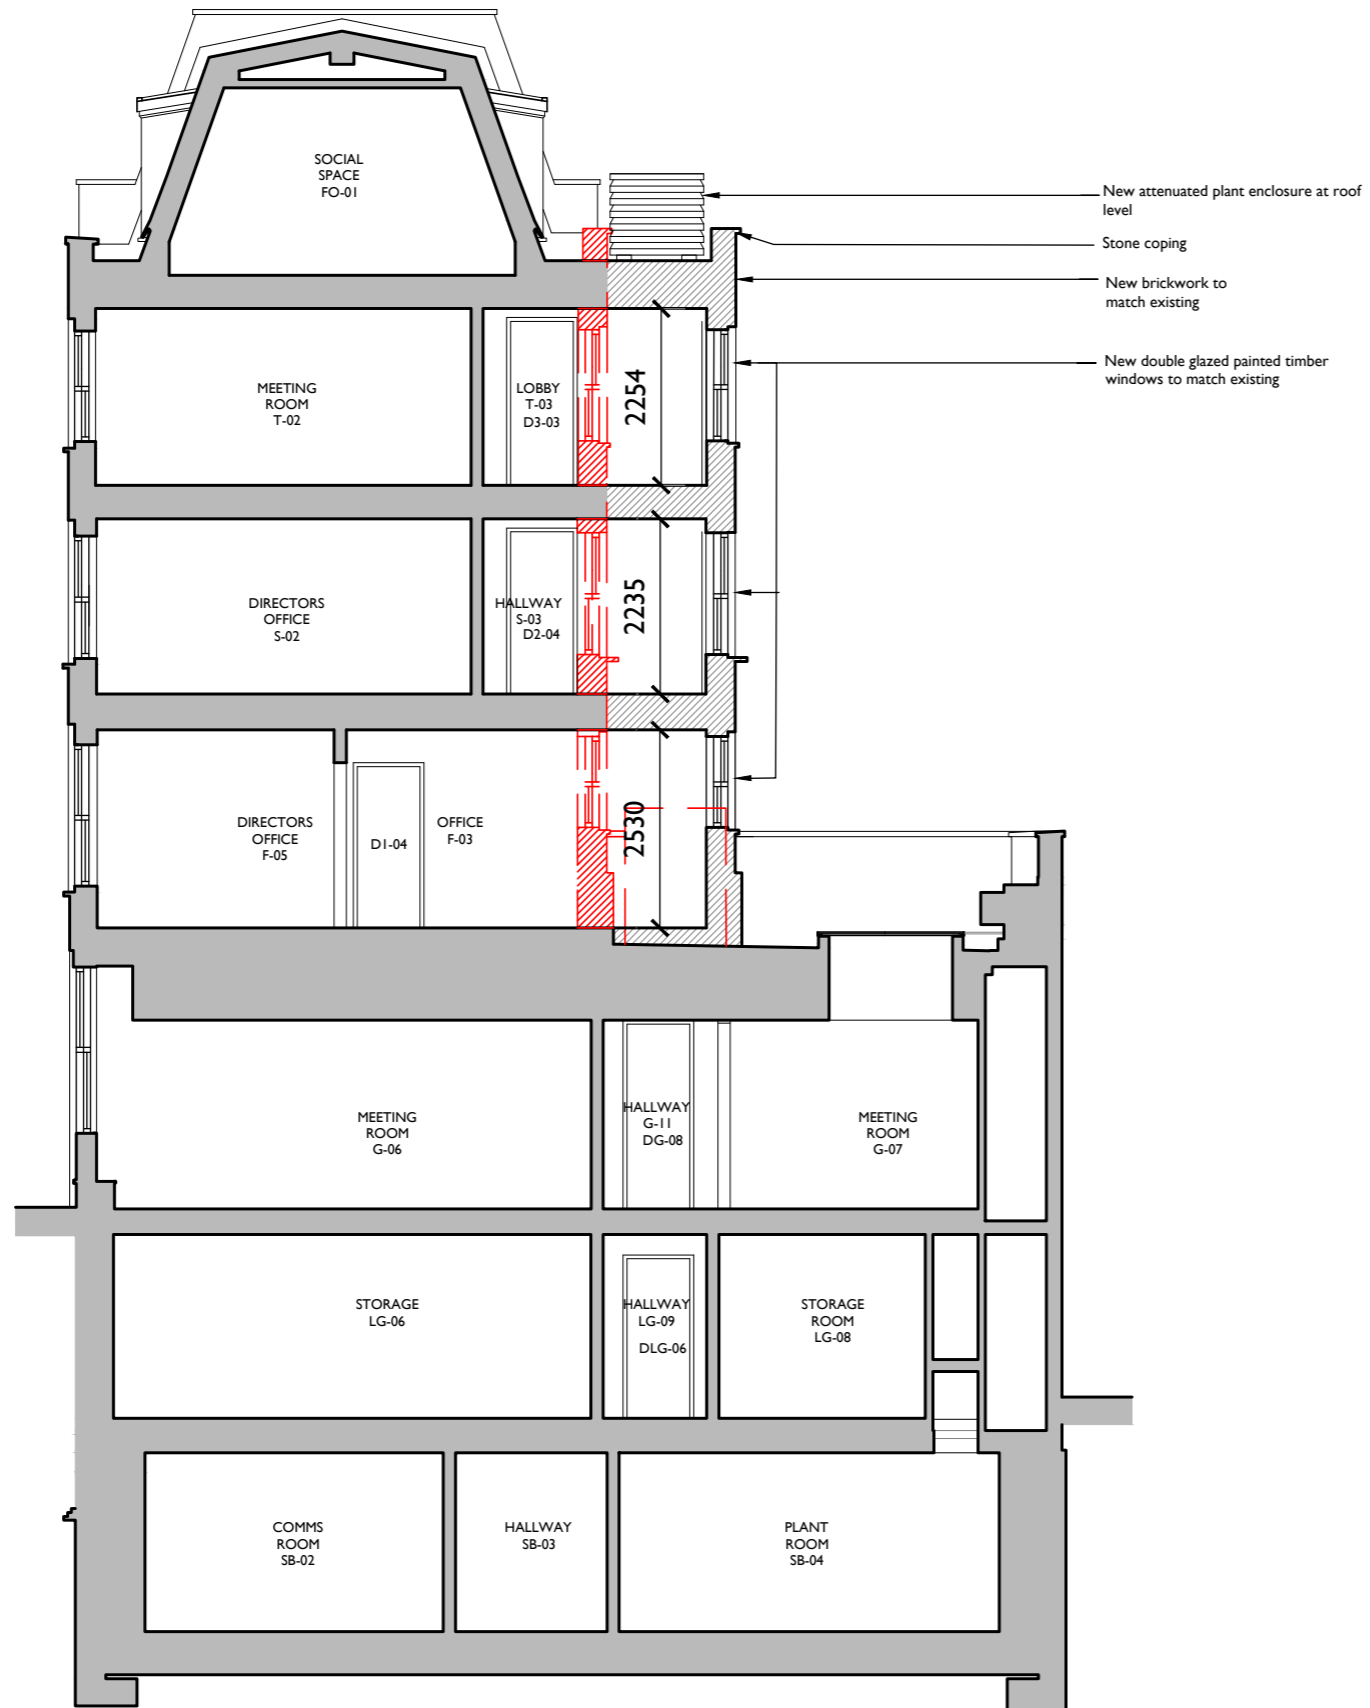 SOCIAL
SPACE
FO-01
New attenuated plant enclosure at roof
level
Stone coping
New brickwork to
match existing
New double glazed painted timber
windows to match existing
MEETING
ROOM
T-02
LOBBY
T-03
D3-03
2254
DIRECTORS
OFFICE
S-02
HALLWAY
S-03
D2-04
2235
DIRECTORS
OFFICE
F-05
D1-04
OFFICE
F-03
2530
MEETING
ROOM
G-06
HALLWAY
G-11
DG-08
MEETING
ROOM
G-07
STORAGE
LG-06
HALLWAY
LG-09
DLG-06
STORAGE
ROOM
LG-08
COMMS
ROOM
SB-02
HALLWAY
SB-03
PLANT
ROOM
SB-04